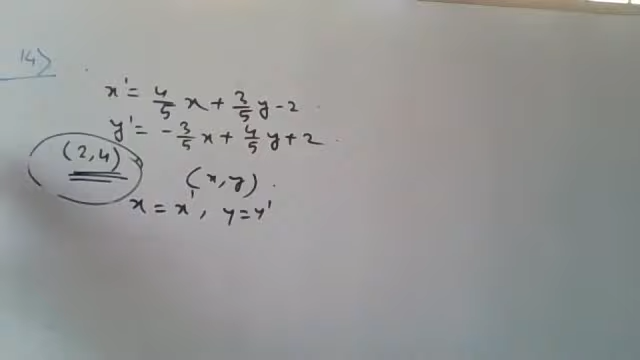 14)
x' = 4/5 x + 3/5 y - 2
y' = - 3/5 x + 4/5 y + 2
(2,4)
(x, y)
x = x', y = y'